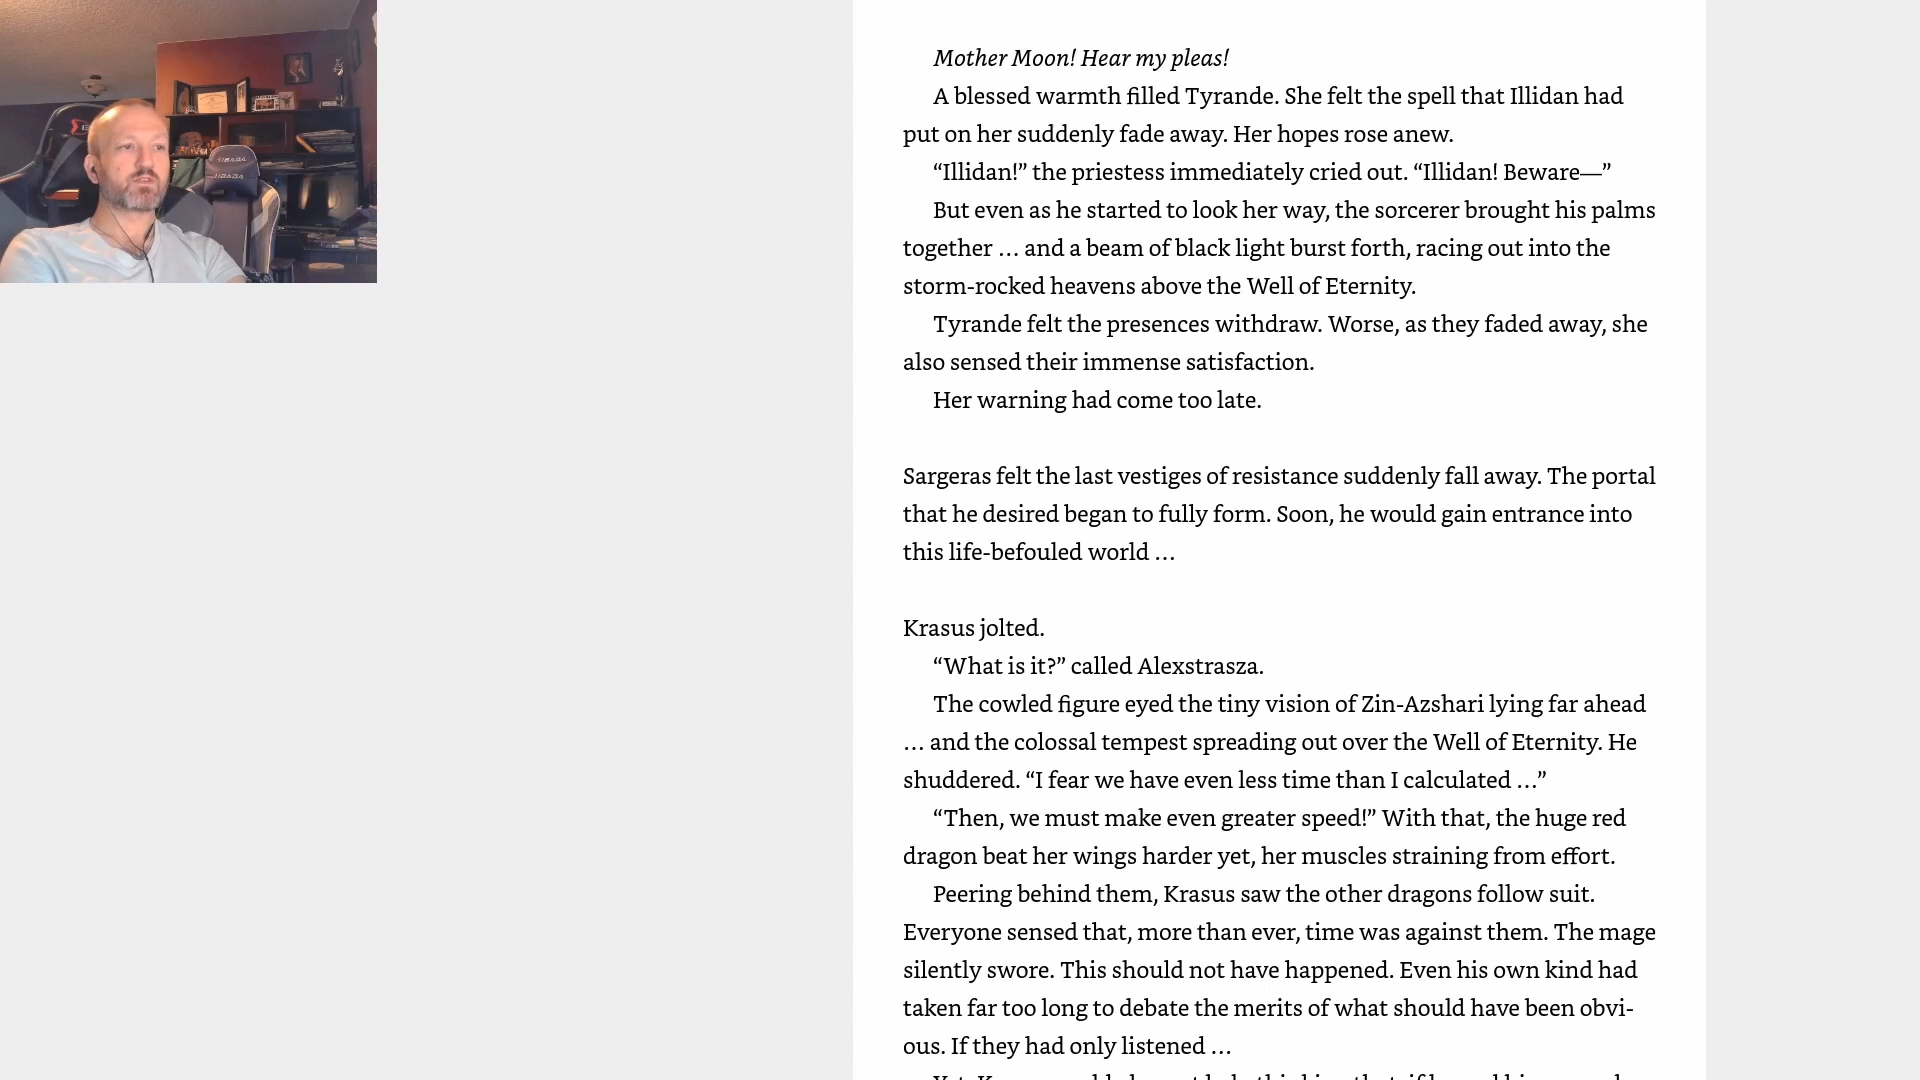 Mother Moon! Hear my pleas!
A blessed warmth filled Tyrande. She felt the spell that Illidan had
put on her suddenly fade away. Her hopes rose anew.
“Illidan!” the priestess immediately cried out. “Illidan! Beware—”
But even as he started to look her way, the sorcerer brought his palms
together … and a beam of black light burst forth, racing out into the
storm-rocked heavens above the Well of Eternity.
Tyrande felt the presences withdraw. Worse, as they faded away, she
also sensed their immense satisfaction.
Her warning had come too late.
Sargeras felt the last vestiges of resistance suddenly fall away. The portal
that he desired began to fully form. Soon, he would gain entrance into
this life-befouled world …
Krasus jolted.
“What is it?” called Alexstrasza.
The cowled figure eyed the tiny vision of Zin-Azshari lying far ahead
… and the colossal tempest spreading out over the Well of Eternity. He
shuddered. “I fear we have even less time than I calculated …”
“Then, we must make even greater speed!” With that, the huge red
dragon beat her wings harder yet, her muscles straining from effort.
Peering behind them, Krasus saw the other dragons follow suit.
Everyone sensed that, more than ever, time was against them. The mage
silently swore. This should not have happened. Even his own kind had
taken far too long to debate the merits of what should have been obvi-
ous. If they had only listened …